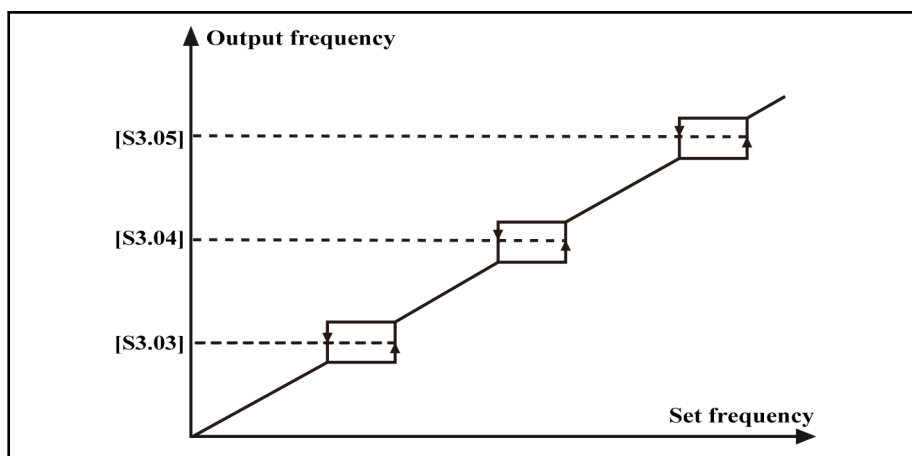 Output frequency
[S3.05]
[S3.04]
[S3.03]
Set frequency